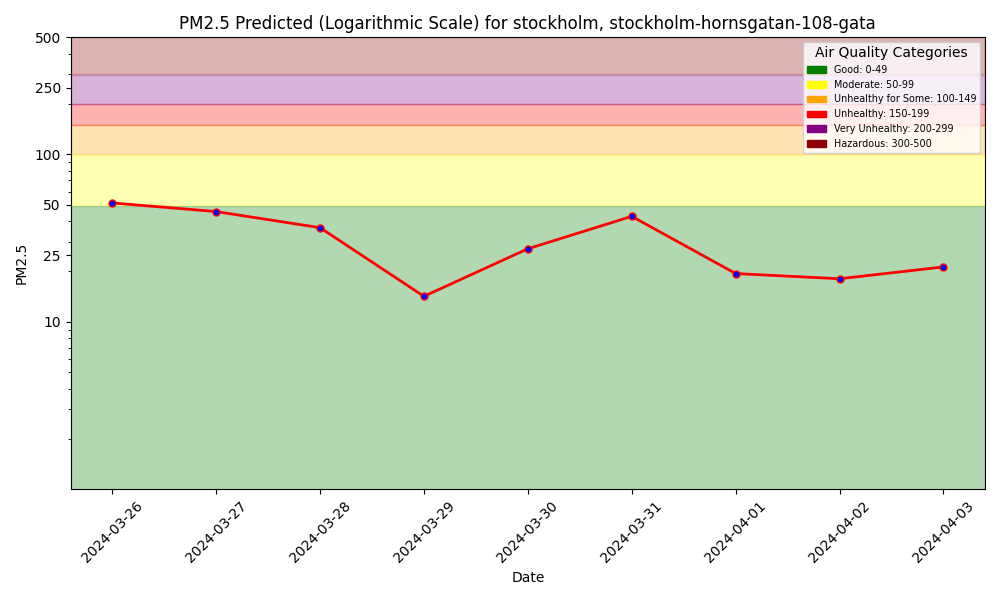 PM2.5 Predicted (Logarithmic Scale) for stockholm, stockholm-hornsgatan-108-gata
Air Quality Categories
Good: 0-49
Moderate: 50-99
Unhealthy for Some: 100-149
Unhealthy: 150-199
Very Unhealthy: 200-299
Hazardous: 300-500
500
250
100
50
25
10
PM2.5
2024-03-26
2024-03-27
2024-03-28
2024-03-29
2024-03-30
2024-03-31
2024-04-01
2024-04-02
2024-04-03
Date